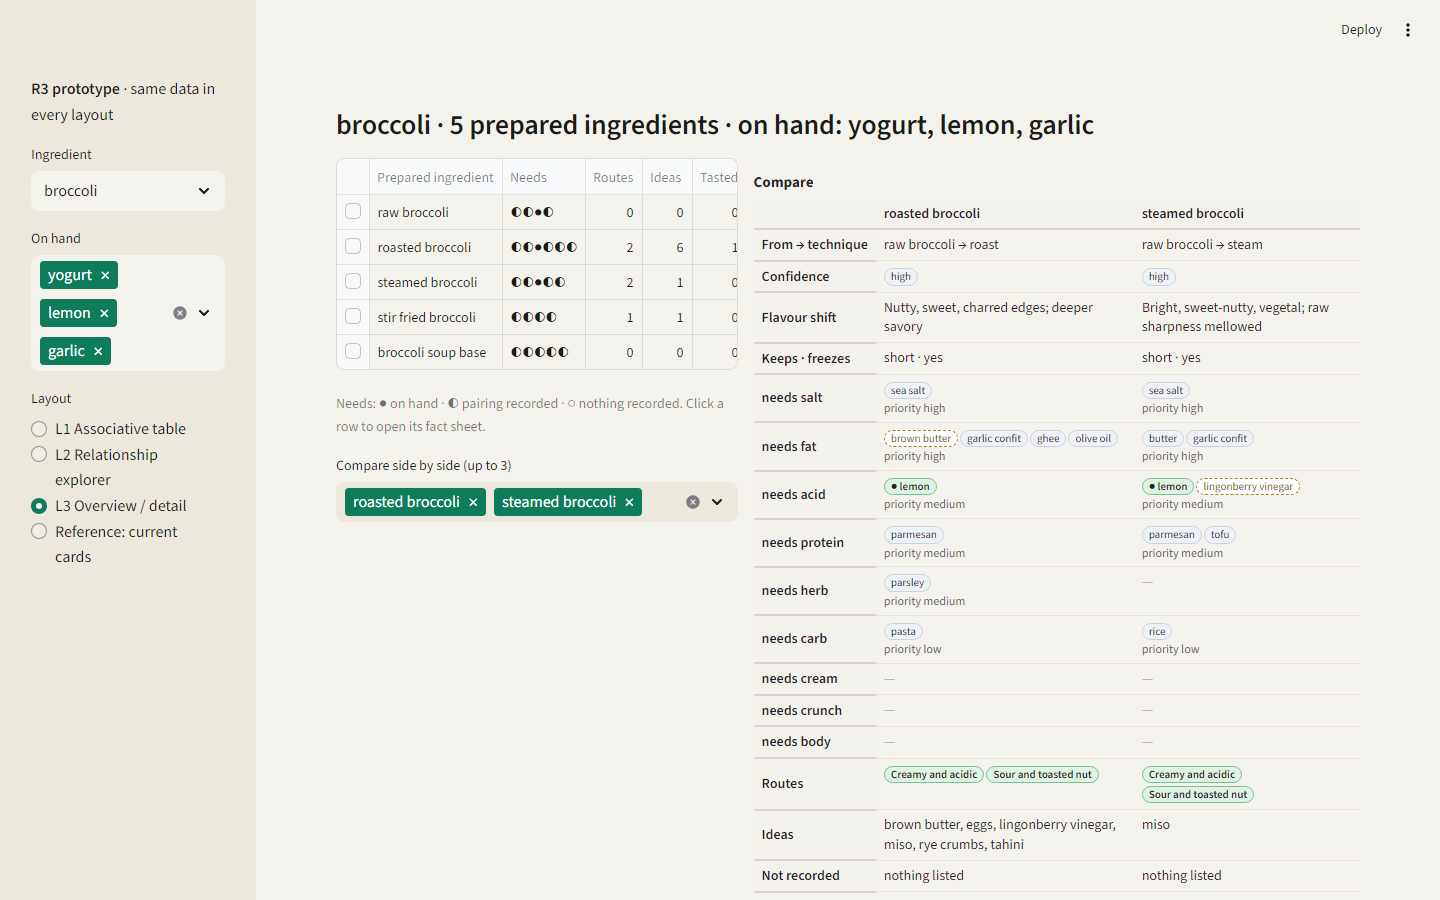 Deploy
R3 prototype · same data in
every layout
Ingredient
broccoli
On hand
yogurt ×
lemon ×
garlic ×
Layout
L1 Associative table
L2 Relationship
explorer
L3 Overview / detail
Reference: current
cards
broccoli · 5 prepared ingredients · on hand: yogurt, lemon, garlic
Prepared ingredient Needs Routes Ideas Tasted
raw broccoli ◐◐●◐ 0 0 0
roasted broccoli ◐◐●◐◐◐ 2 6 1
steamed broccoli ◐◐●◐◐ 2 1 0
stir fried broccoli ◐◐◐◐ 1 1 0
broccoli soup base ◐◐◐◐◐ 0 0 0
Needs: ● on hand · ◐ pairing recorded · ○ nothing recorded. Click a
row to open its fact sheet.
Compare side by side (up to 3)
roasted broccoli × steamed broccoli ×
Compare
roasted broccoli steamed broccoli
From → technique raw broccoli → roast raw broccoli → steam
Confidence high high
Flavour shift Nutty, sweet, charred edges; deeper savory Bright, sweet-nutty, vegetal; raw sharpness mellowed
Keeps · freezes short · yes short · yes
needs salt sea salt priority high sea salt priority high
needs fat brown butter garlic confit ghee olive oil priority high butter garlic confit priority high
needs acid ● lemon priority medium ● lemon lingonberry vinegar priority medium
needs protein parmesan priority medium parmesan tofu priority medium
needs herb parsley priority medium —
needs carb pasta priority low rice priority low
needs cream — —
needs crunch — —
needs body — —
Routes Creamy and acidic Sour and toasted nut Creamy and acidic Sour and toasted nut
Ideas brown butter, eggs, lingonberry vinegar, miso, rye crumbs, tahini miso
Not recorded nothing listed nothing listed